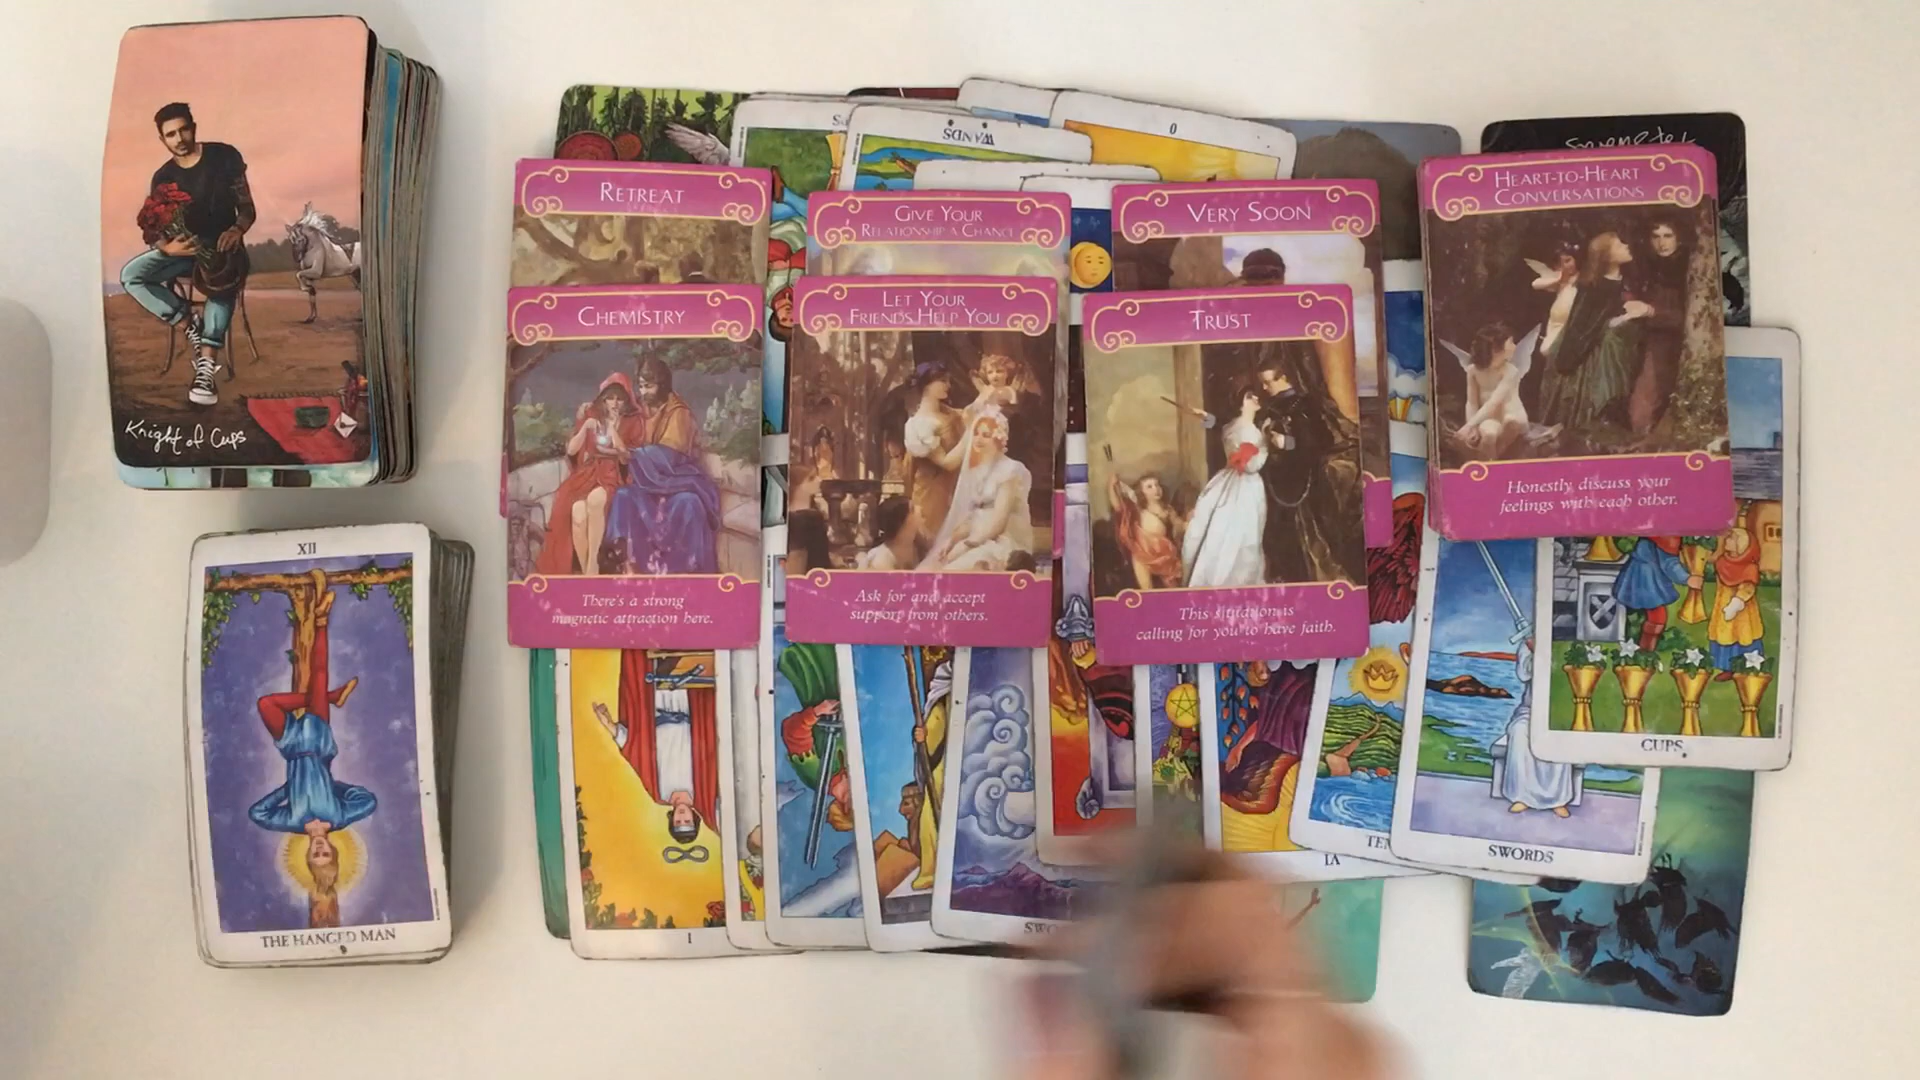 Knight of Cups
XII
THE HANGED MAN
WANDS
0
RETREAT
GIVE YOUR
RELATIONSHIP A CHANCE
VERY SOON
HEART-TO-HEART
CONVERSATIONS
Honestly discuss your
feelings with each other.
CHEMISTRY
There's a strong
magnetic attraction here.
LET YOUR
FRIENDS HELP YOU
Ask for and accept
support from others.
TRUST
This situation is
calling for you to have faith.
I
SWO
IX
TEM
SWORDS
CUPS